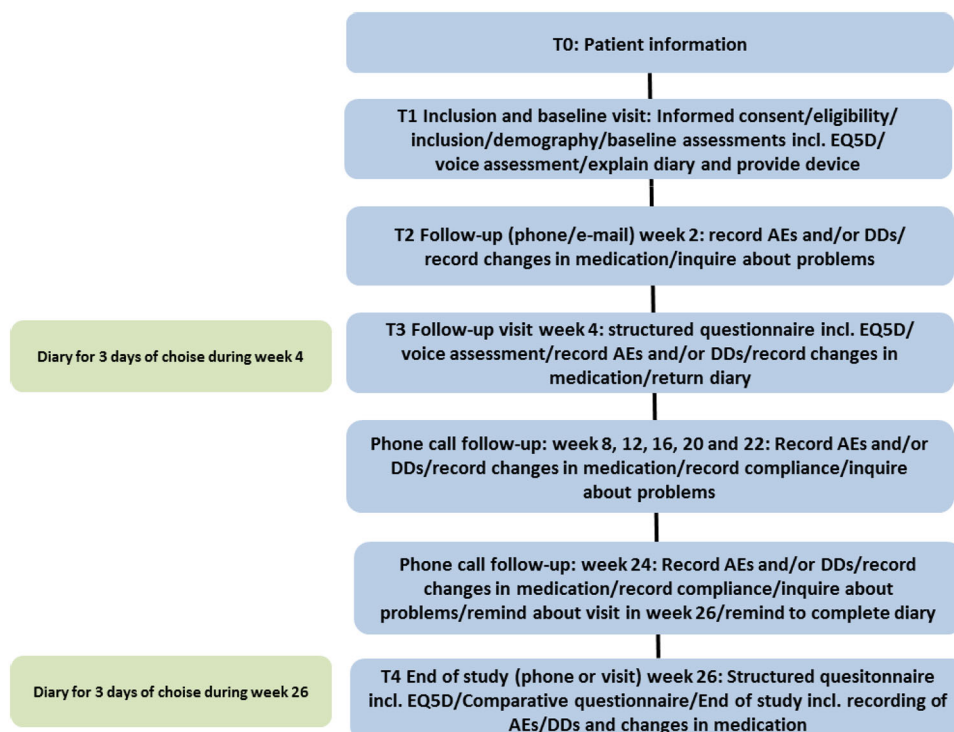 T0: Patient information
T1 Inclusion and baseline visit: Informed consent/eligibility/
inclusion/demography/baseline assessments incl. EQ5D/
voice assessment/explain diary and provide device
T2 Follow-up (phone/e-mail) week 2: record AEs and/or DDs/
record changes in medication/inquire about problems
Diary for 3 days of choise during week 4
T3 Follow-up visit week 4: structured questionnaire incl. EQ5D/
voice assessment/record AEs and/or DDs/record changes in
medication/return diary
Phone call follow-up: week 8, 12, 16, 20 and 22: Record AEs and/or
DDs/record changes in medication/record compliance/inquire
about problems
Phone call follow-up: week 24: Record AEs and/or DDs/record
changes in medication/record compliance/inquire about
problems/remind about visit in week 26/remind to complete diary
Diary for 3 days of choise during week 26
T4 End of study (phone or visit) week 26: Structured quesitonnaire
incl. EQ5D/Comparative questionnaire/End of study incl. recording of
AEs/DDs and changes in medication